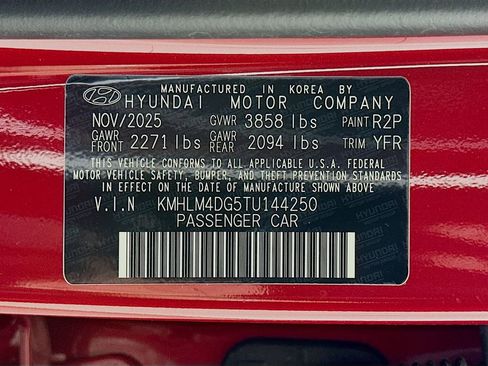 MANUFACTURED IN KOREA BY
HYUNDAI MOTOR COMPANY
NOV/2025 GVWR 3858 lbs PAINT R2P
GAWR FRONT 2271 lbs GAWR REAR 2094 lbs TRIM YFR
THIS VEHICLE CONFORMS TO ALL APPLICABLE U.S.A. FEDERAL
MOTOR VEHICLE SAFETY, BUMPER, AND THEFT PREVENTION STANDARDS
IN EFFECT ON THE DATE OF MANUFACTURE SHOWN ABOVE.
V.I.N KMHLM4DG5TU144250
PASSENGER CAR